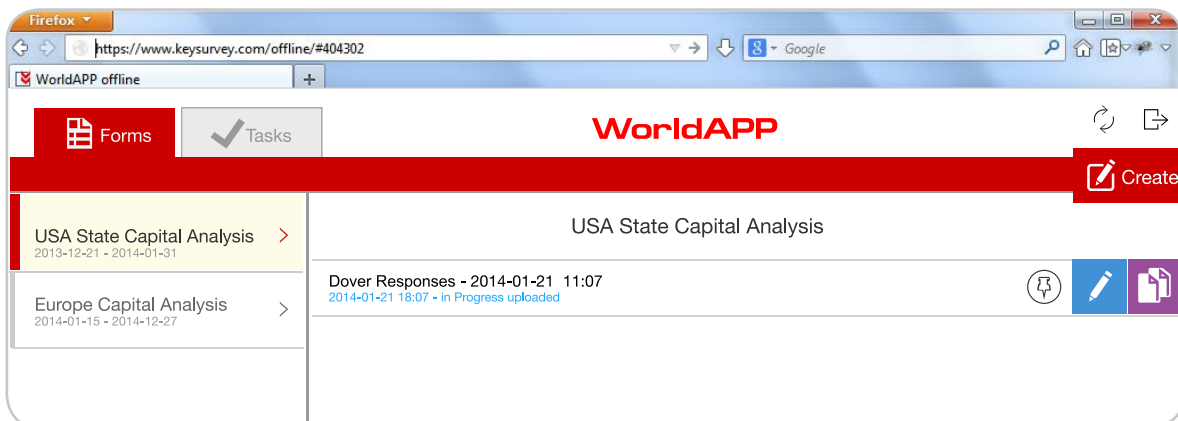 Firefox
https://www.keysurvey.com/offline/#404302
8 Google
WorldAPP offline
Forms
Tasks
WorldAPP
Create
USA State Capital Analysis
2013-12-21 - 2014-01-31
Europe Capital Analysis
2014-01-15 - 2014-12-27
USA State Capital Analysis
Dover Responses - 2014-01-21 11:07
2014-01-21 18:07 - in Progress uploaded